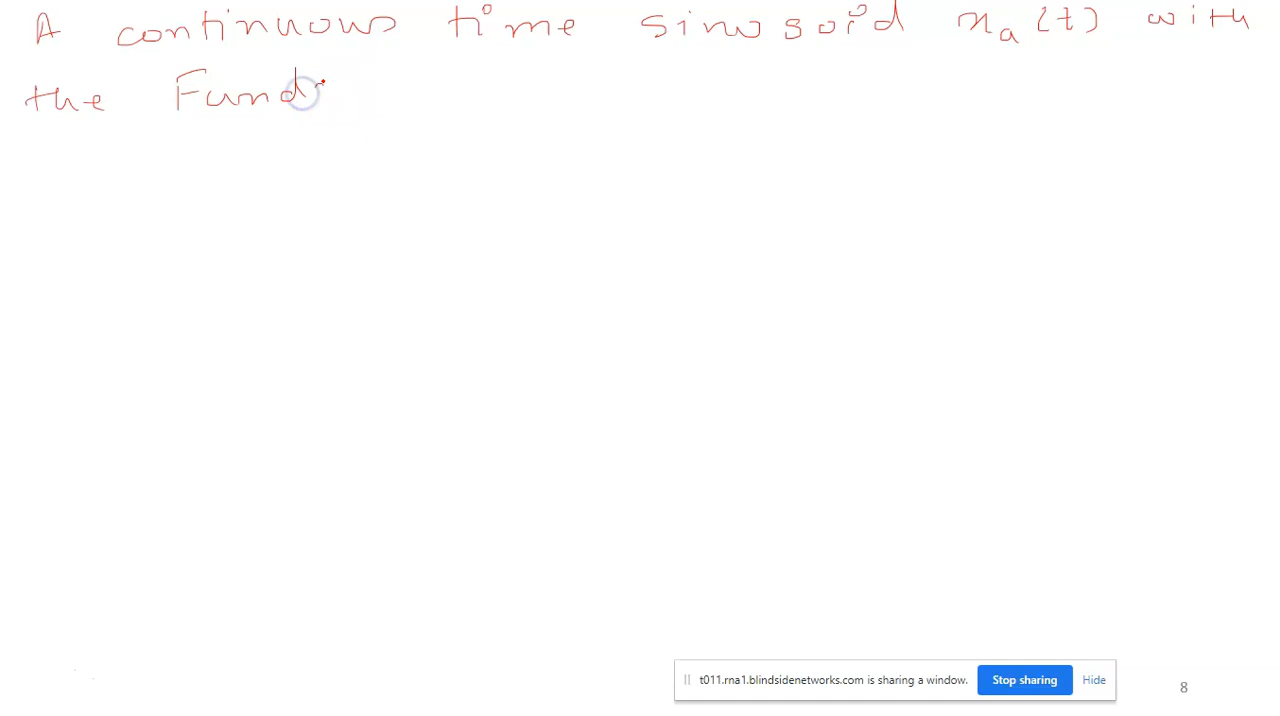 A continuous time sinusoid xa(t) with
the Fund
t011.rna1.blindsidenetworks.com is sharing a window. Stop sharing Hide
8